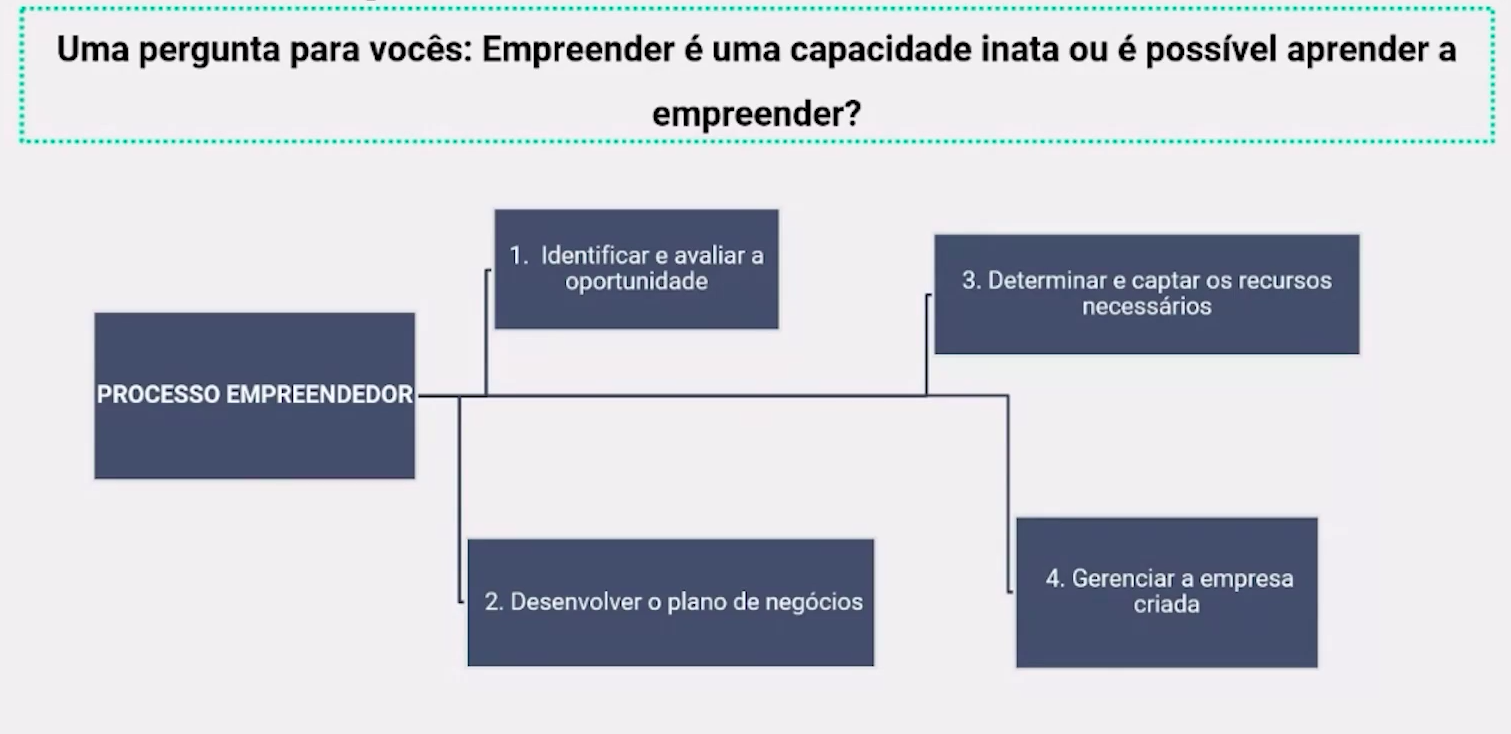 Uma pergunta para vocês: Empreender é uma capacidade inata ou é possível aprender a
empreender?
1. Identificar e avaliar a
oportunidade
3. Determinar e captar os recursos
necessários
PROCESSO EMPREENDEDOR
2. Desenvolver o plano de negócios
4. Gerenciar a empresa
criada